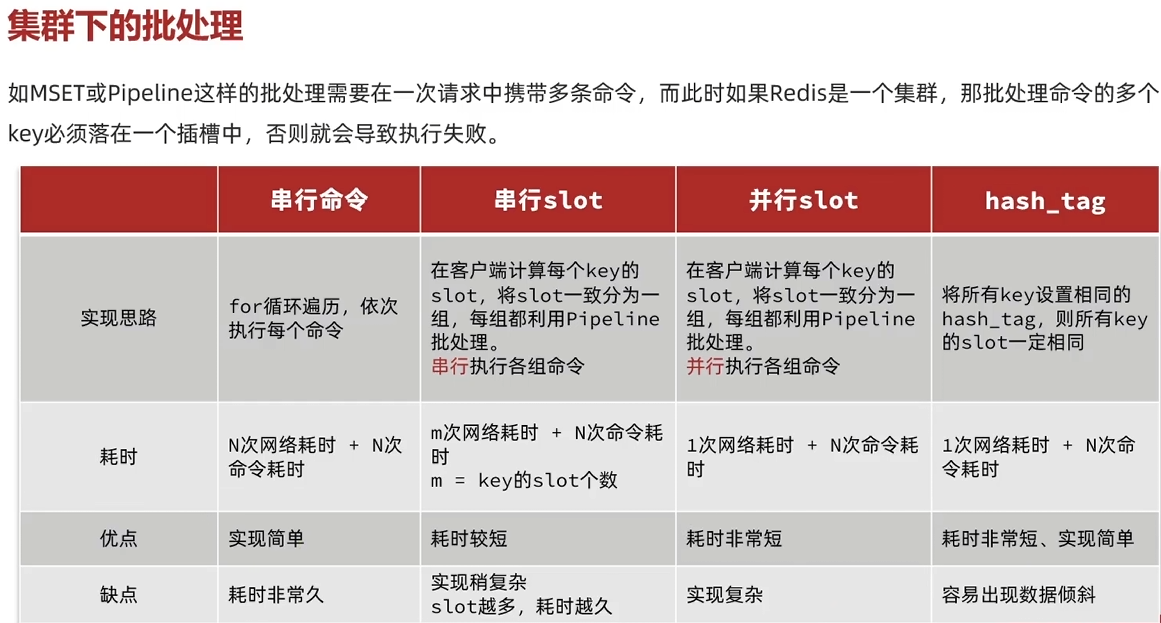 集群下的批处理
如MSET或Pipeline这样的批处理需要在一次请求中携带多条命令，而此时如果Redis是一个集群，那批处理命令的多个
key必须落在一个插槽中，否则就会导致执行失败。
串行命令
串行slot
并行slot
hash_tag
实现思路
for循环遍历，依次
执行每个命令
在客户端计算每个key的
slot，将slot一致分为一
组，每组都利用Pipeline
批处理。
串行执行各组命令
在客户端计算每个key的
slot，将slot一致分为一
组，每组都利用Pipeline
批处理。
并行执行各组命令
将所有key设置相同的
hash_tag，则所有key
的slot一定相同
耗时
N次网络耗时 + N次
命令耗时
m次网络耗时 + N次命令耗
时
m = key的slot个数
1次网络耗时 + N次命令耗
时
1次网络耗时 + N次命
令耗时
优点
实现简单
耗时较短
耗时非常短
耗时非常短、实现简单
缺点
耗时非常久
实现稍复杂
slot越多，耗时越久
实现复杂
容易出现数据倾斜